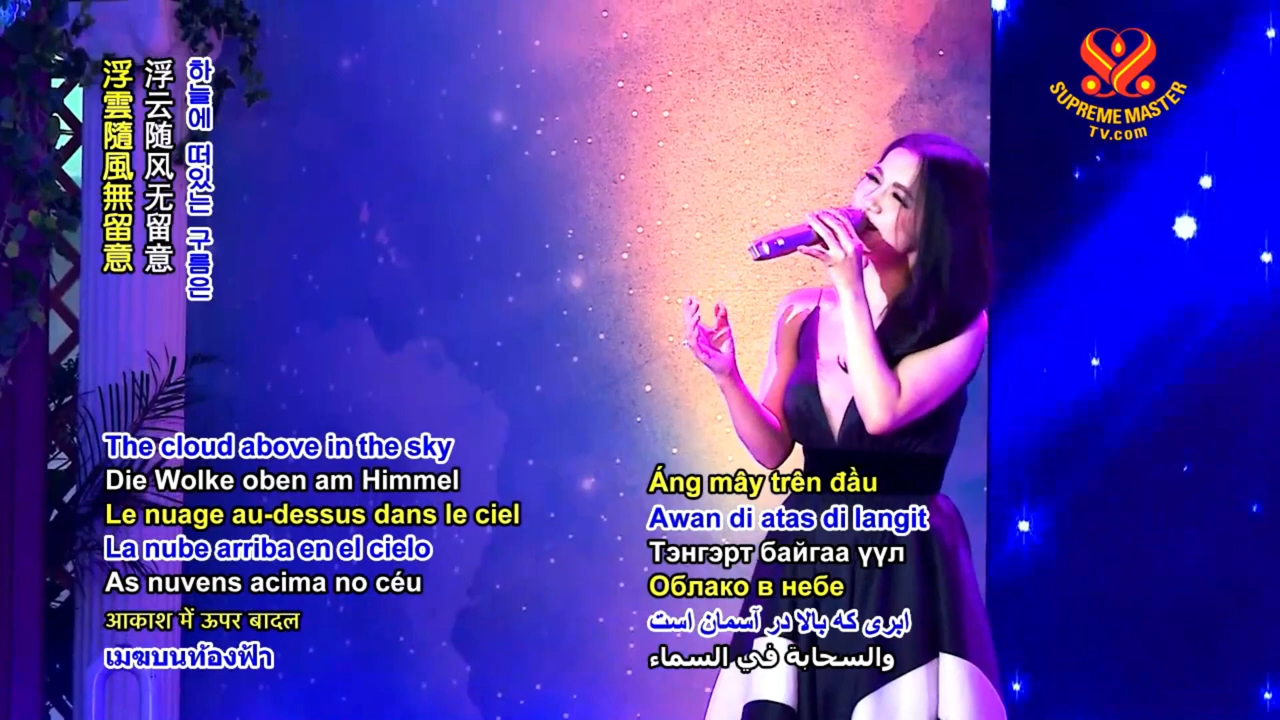 浮雲隨風無留意
浮云随风无留意
하늘에 떠있는 구름은
SUPREME MASTER
TV.com
The cloud above in the sky
Die Wolke oben am Himmel
Le nuage au-dessus dans le ciel
La nube arriba en el cielo
As nuvens acima no céu
आकाश में ऊपर बादल
เมฆบนท้องฟ้า
Áng mây trên đầu
Awan di atas di langit
Тэнгэрт байгаа үүл
Облако в небе
ابری که بالا در آسمان است
والسحابة في السماء